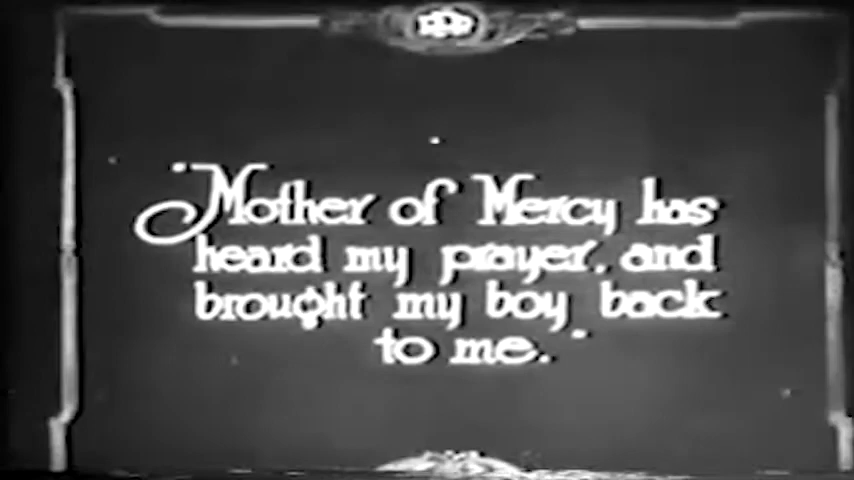 "Mother of Mercy has
heard my prayer, and
brought my boy back
to me."